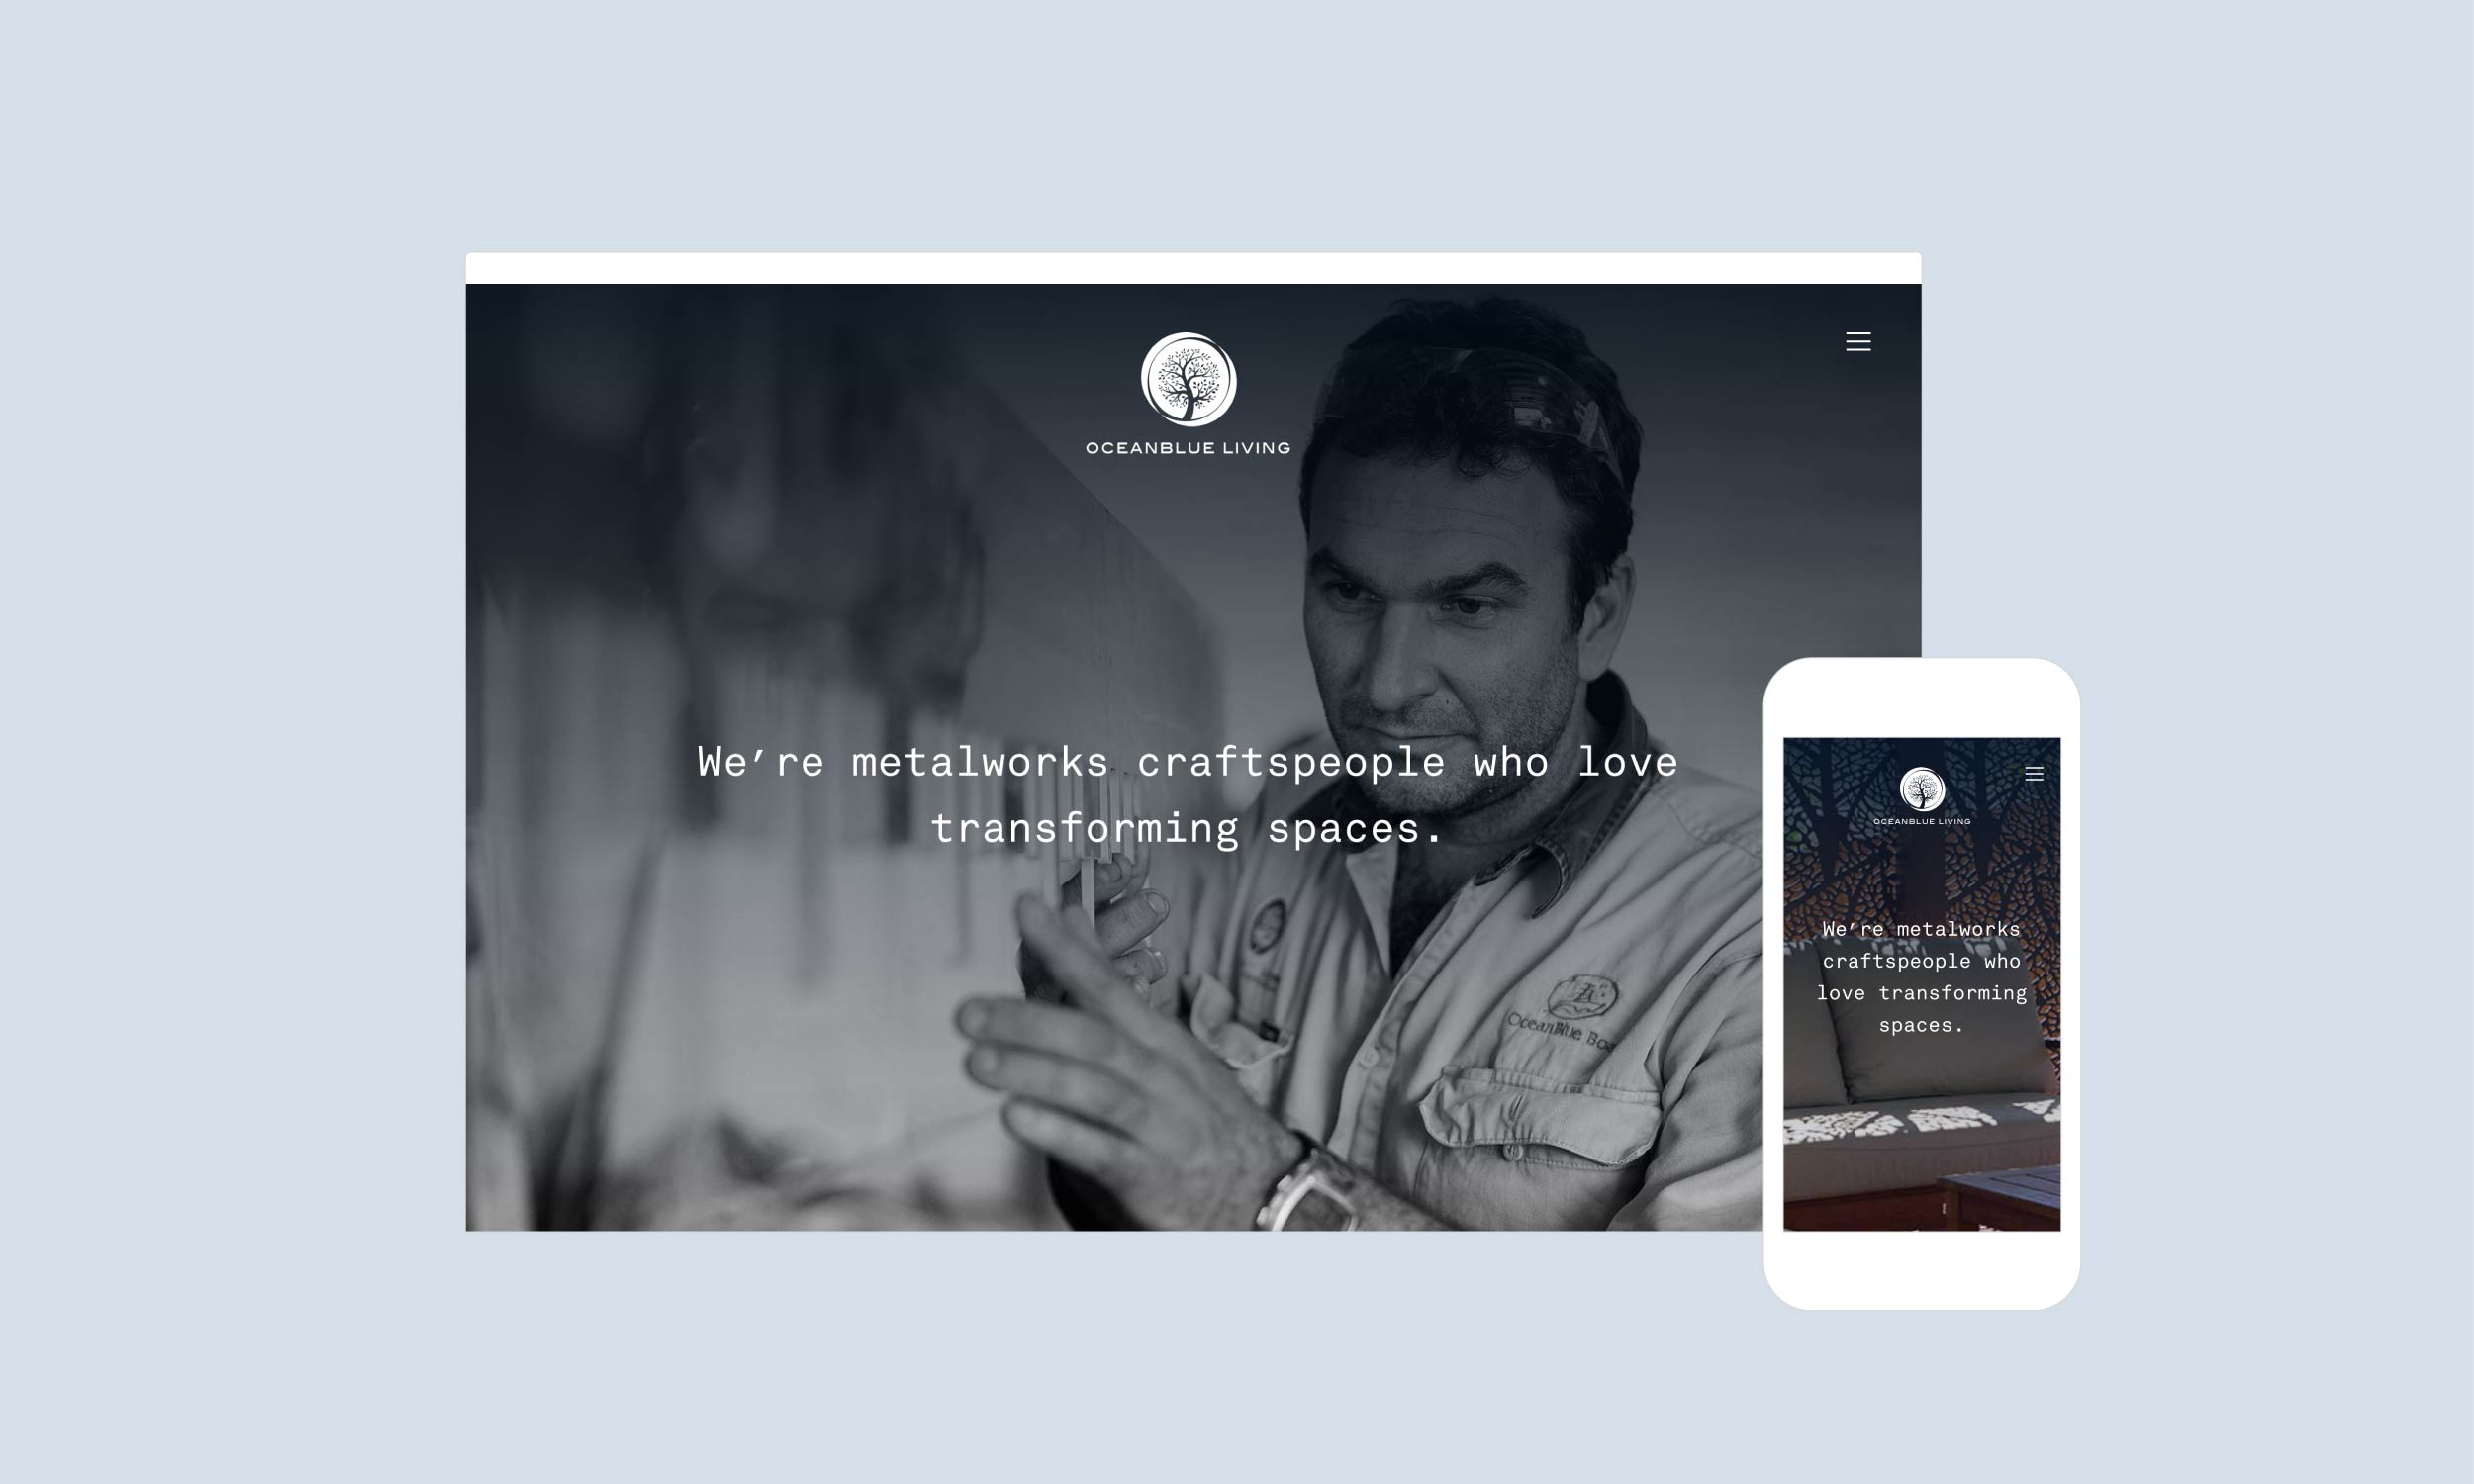 OCEANBLUE LIVING
We're metalworks craftspeople who love
transforming spaces.
OceanBlue
OCEANBLUE LIVING
We're metalworks
craftspeople who
love transforming
spaces.